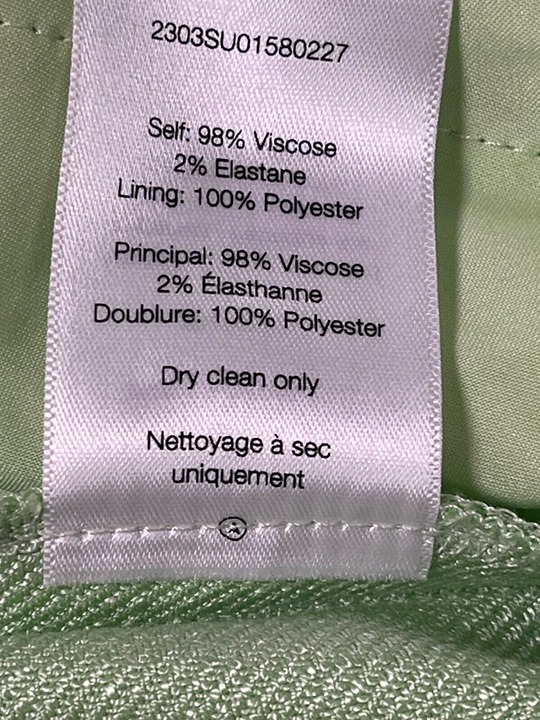 2303SU01580227
Self: 98% Viscose
2% Elastane
Lining: 100% Polyester
Principal: 98% Viscose
2% Élasthanne
Doublure: 100% Polyester
Dry clean only
Nettoyage à sec
uniquement